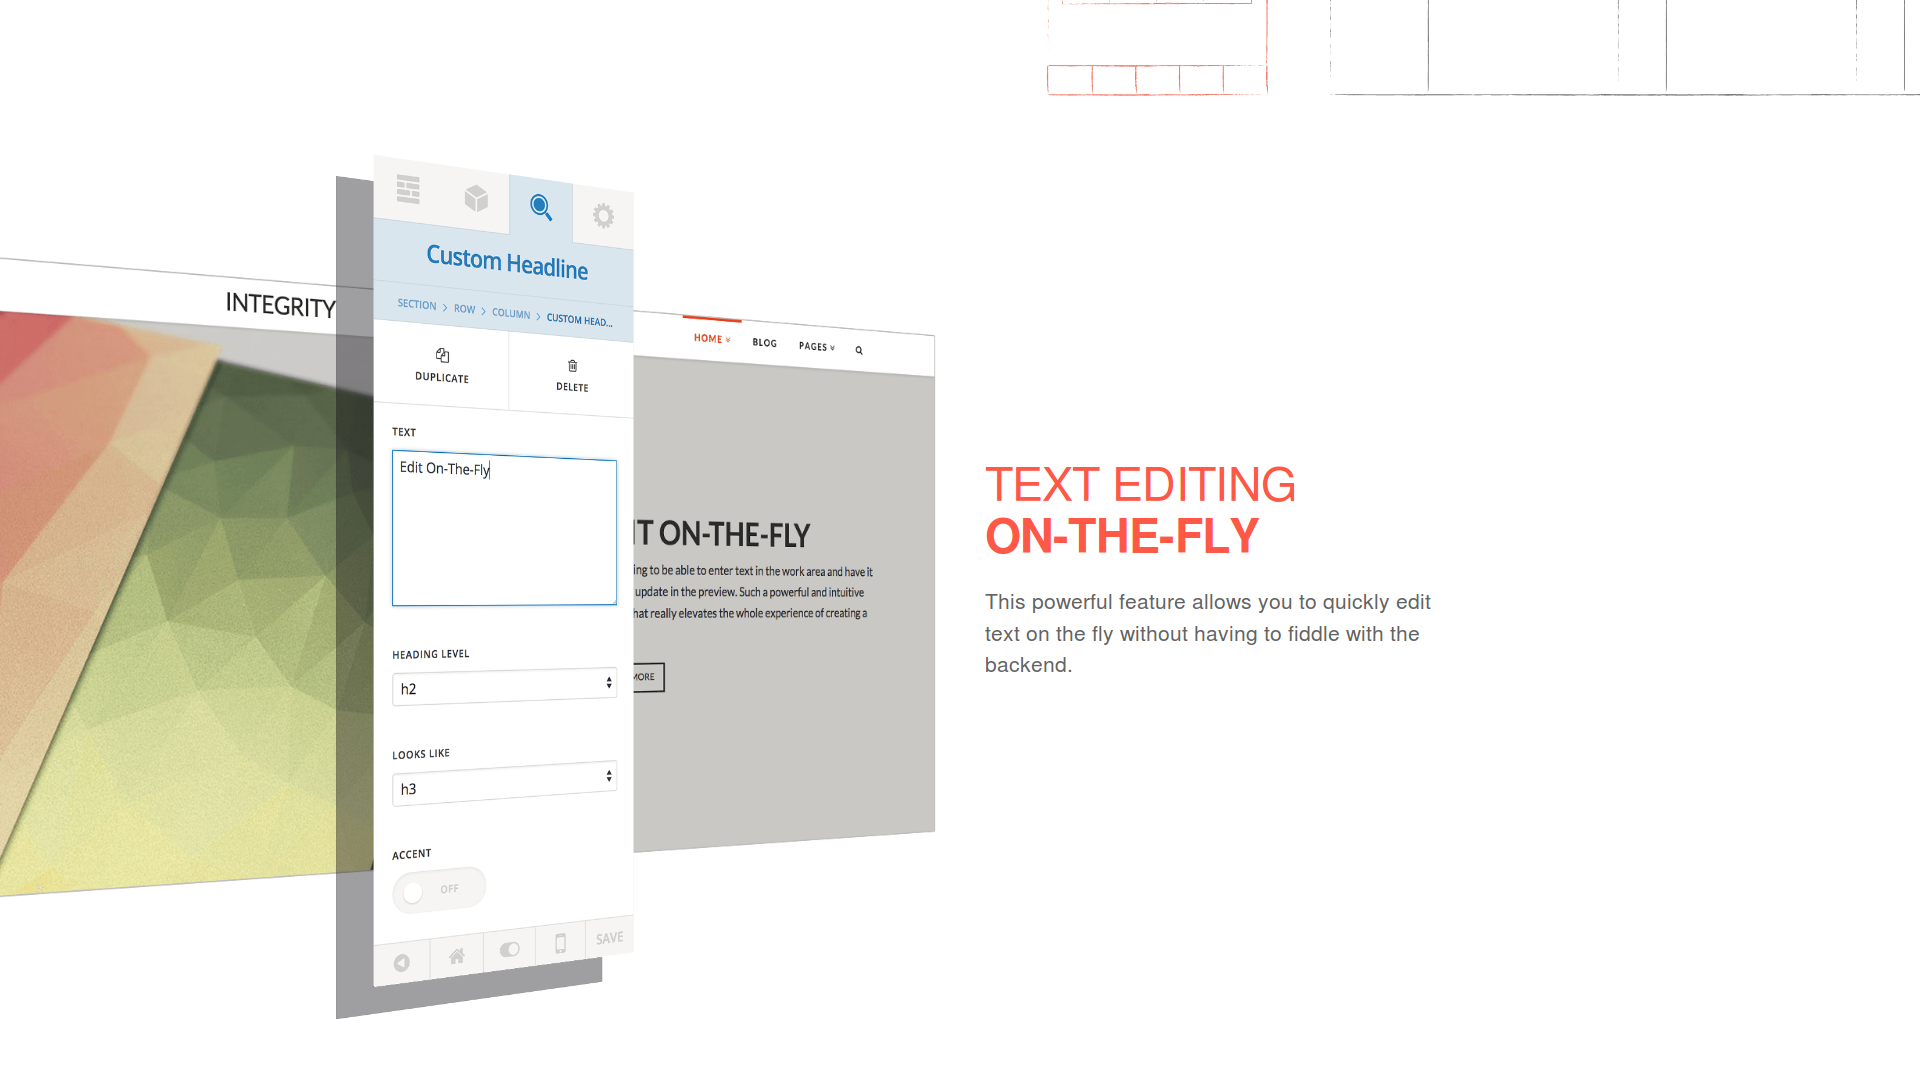 INTEGRITY
Custom Headline
SECTION > ROW > COLUMN > CUSTOM HEAD...
DUPLICATE
DELETE
TEXT
Edit On-The-Fly
HEADING LEVEL
h2
LOOKS LIKE
h3
ACCENT
OFF
SAVE
HOME
BLOG
PAGES
IT ON-THE-FLY
ing to be able to enter text in the work area and have it
update in the preview. Such a powerful and intuitive
hat really elevates the whole experience of creating a
MORE
TEXT EDITING
ON-THE-FLY
This powerful feature allows you to quickly edit
text on the fly without having to fiddle with the
backend.